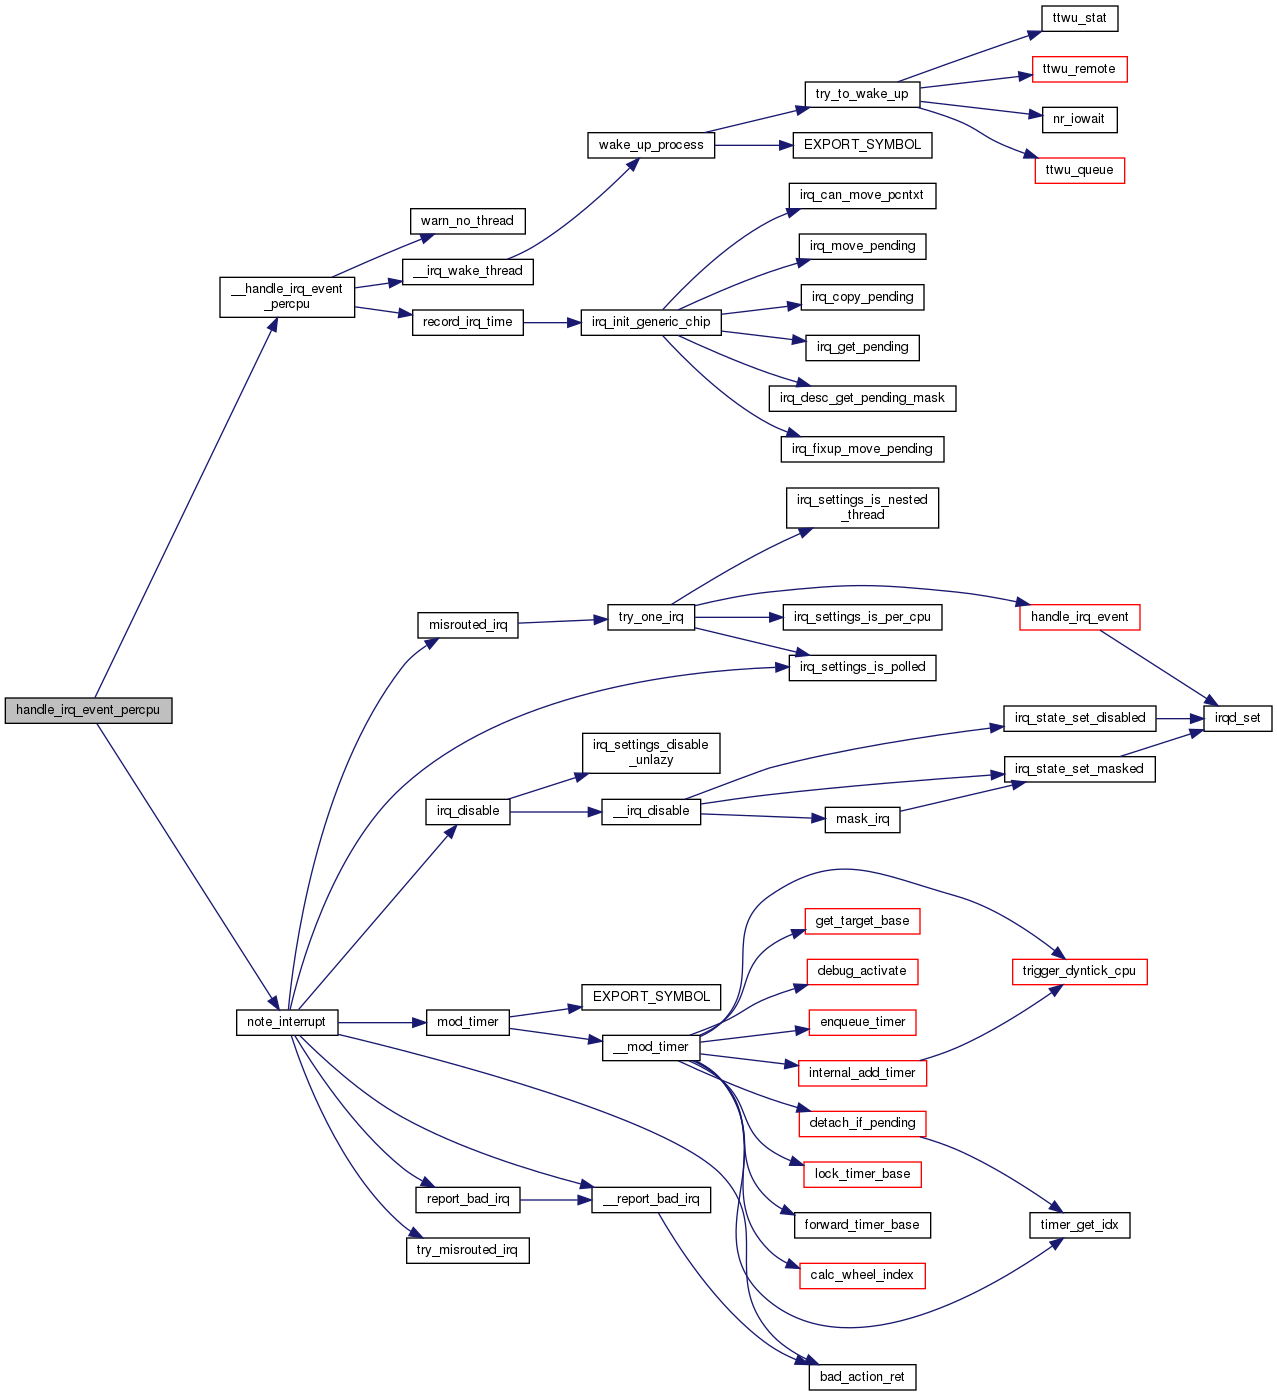 ttwu_stat
ttwu_remote
try_to_wake_up
nr_iowait
wake_up_process
EXPORT_SYMBOL
ttwu_queue
irq_can_move_pcntxt
warn_no_thread
irq_move_pending
__irq_wake_thread
__handle_irq_event
_percpu
irq_copy_pending
record_irq_time
irq_init_generic_chip
irq_get_pending
irq_desc_get_pending_mask
irq_fixup_move_pending
irq_settings_is_nested
_thread
misrouted_irq
try_one_irq
irq_settings_is_per_cpu
handle_irq_event
irq_settings_is_polled
handle_irq_event_percpu
irq_state_set_disabled
irqd_set
irq_settings_disable
_unlazy
irq_state_set_masked
irq_disable
__irq_disable
mask_irq
get_target_base
debug_activate
trigger_dyntick_cpu
EXPORT_SYMBOL
note_interrupt
mod_timer
enqueue_timer
__mod_timer
internal_add_timer
detach_if_pending
lock_timer_base
report_bad_irq
__report_bad_irq
forward_timer_base
timer_get_idx
try_misrouted_irq
calc_wheel_index
bad_action_ret